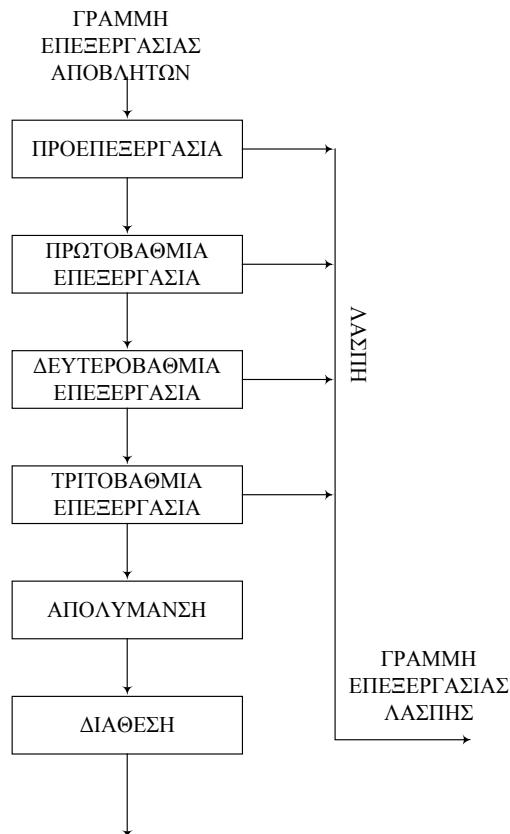 ΓΡΑΜΜΗ
ΕΠΕΞΕΡΓΑΣΙΑΣ
ΑΠΟΒΛΗΤΩΝ
ΠΡΟΕΠΕΞΕΡΓΑΣΙΑ
ΠΡΩΤΟΒΑΘΜΙΑ
ΕΠΕΞΕΡΓΑΣΙΑ
ΛΑΣΠΗ
ΔΕΥΤΕΡΟΒΑΘΜΙΑ
ΕΠΕΞΕΡΓΑΣΙΑ
ΤΡΙΤΟΒΑΘΜΙΑ
ΕΠΕΞΕΡΓΑΣΙΑ
ΑΠΟΛΥΜΑΝΣΗ
ΔΙΑΘΕΣΗ
ΓΡΑΜΜΗ
ΕΠΕΞΕΡΓΑΣΙΑΣ
ΛΑΣΠΗΣ